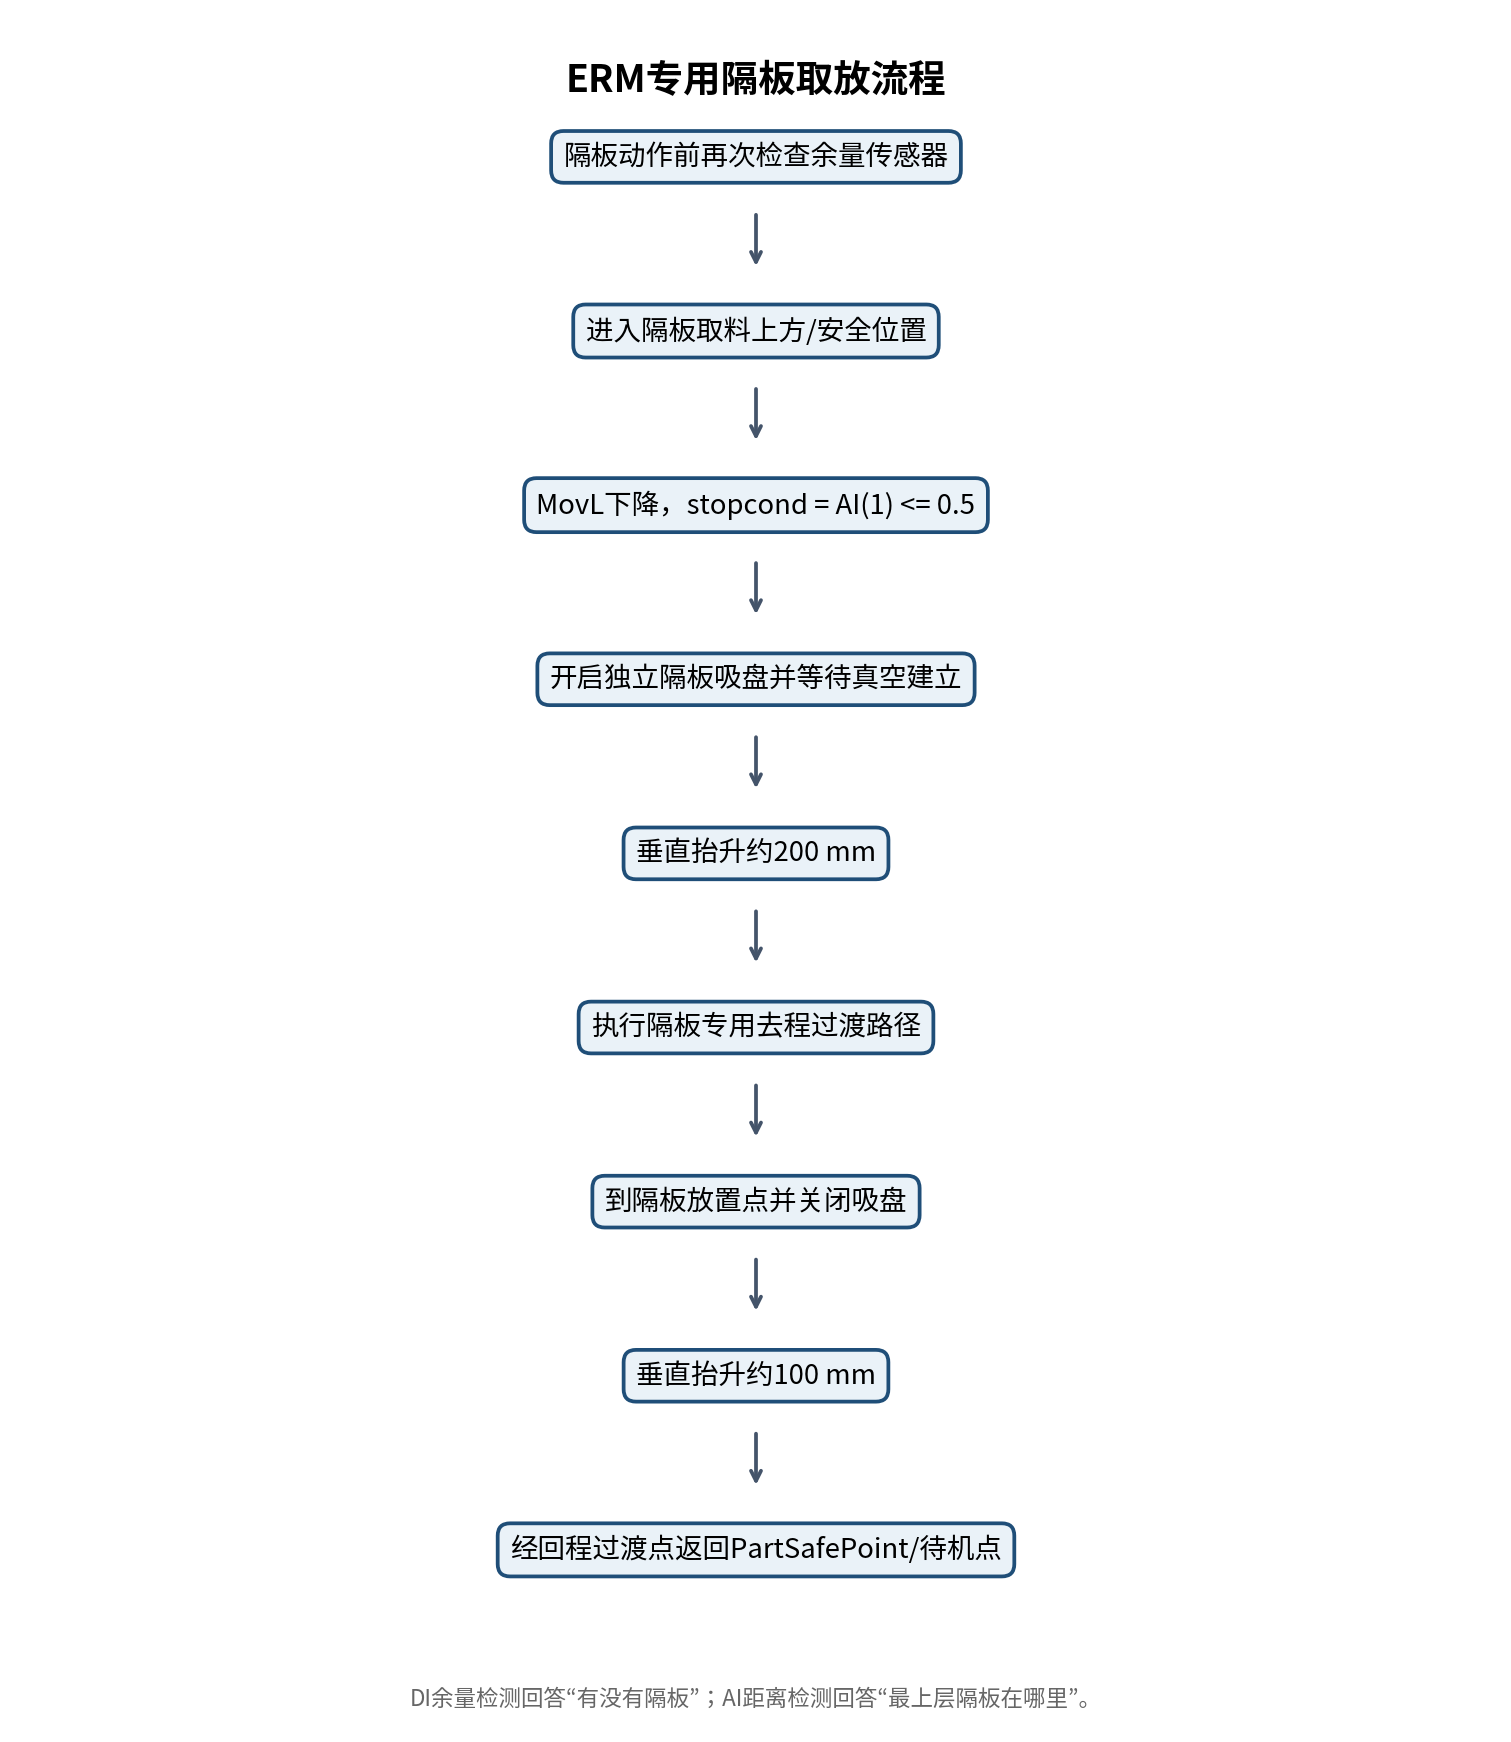 ERM专用隔板取放流程
隔板动作前再次检查余量传感器
进入隔板取料上方/安全位置
MovL下降，stopcond = AI(1) <= 0.5
开启独立隔板吸盘并等待真空建立
垂直抬升约200 mm
执行隔板专用去程过渡路径
到隔板放置点并关闭吸盘
垂直抬升约100 mm
经回程过渡点返回PartSafePoint/待机点
DI余量检测回答“有没有隔板”；AI距离检测回答“最上层隔板在哪里”。